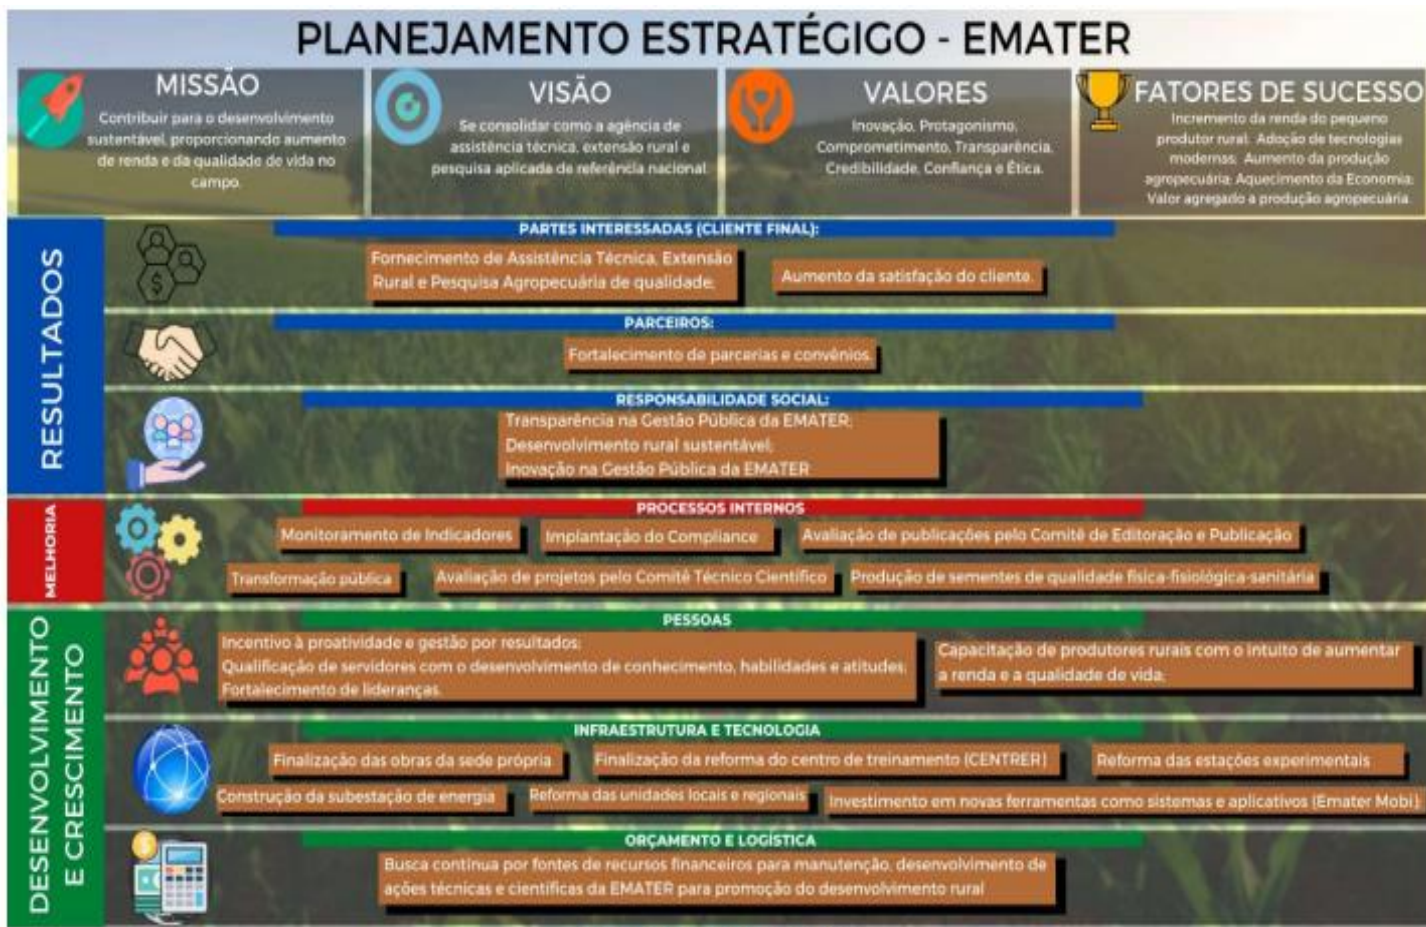 PLANEJAMENTO ESTRATÉGIGO - EMATER
MISSÃO
Contribuir para o desenvolvimento
sustentável, proporcionando aumento
de renda e da qualidade de vida no
campo.
VISÃO
Se consolidar como a agência de
assistência técnica, extensão rural e
pesquisa aplicada de referência nacional.
VALORES
Inovação, Protagonismo,
Comprometimento, Transparência,
Credibilidade, Confiança e Ética.
FATORES DE SUCESSO
Incremento da renda do pequeno
produtor rural; Adoção de tecnologias
modernas; Aumento da produção
agropecuária; Aquecimento da Economia;
Valor agregado a produção agropecuária.
RESULTADOS
PARTES INTERESSADAS (CLIENTE FINAL):
Fornecimento de Assistência Técnica, Extensão
Rural e Pesquisa Agropecuária de qualidade;
Aumento da satisfação do cliente.
PARCEIROS:
Fortalecimento de parcerias e convênios.
RESPONSABILIDADE SOCIAL:
Transparência na Gestão Pública da EMATER;
Desenvolvimento rural sustentável;
Inovação na Gestão Pública da EMATER
MELHORIA
PROCESSOS INTERNOS
Monitoramento de Indicadores
Implantação do Compliance
Avaliação de publicações pelo Comitê de Editoração e Publicação
Transformação pública
Avaliação de projetos pelo Comitê Técnico Científico
Produção de sementes de qualidade física-fisiológica-sanitária
DESENVOLVIMENTO
E CRESCIMENTO
PESSOAS
Incentivo à proatividade e gestão por resultados;
Qualificação de servidores com o desenvolvimento de conhecimento, habilidades e atitudes;
Fortalecimento de lideranças.
Capacitação de produtores rurais com o intuito de aumentar
a renda e a qualidade de vida;
INFRAESTRUTURA E TECNOLOGIA
Finalização das obras da sede própria
Finalização da reforma do centro de treinamento (CENTRER)
Reforma das estações experimentais
Construção da subestação de energia
Reforma das unidades locais e regionais
Investimento em novas ferramentas como sistemas e aplicativos (Emater Mobi)
ORÇAMENTO E LOGÍSTICA
Busca contínua por fontes de recursos financeiros para manutenção, desenvolvimento de
ações técnicas e científicas da EMATER para promoção do desenvolvimento rural